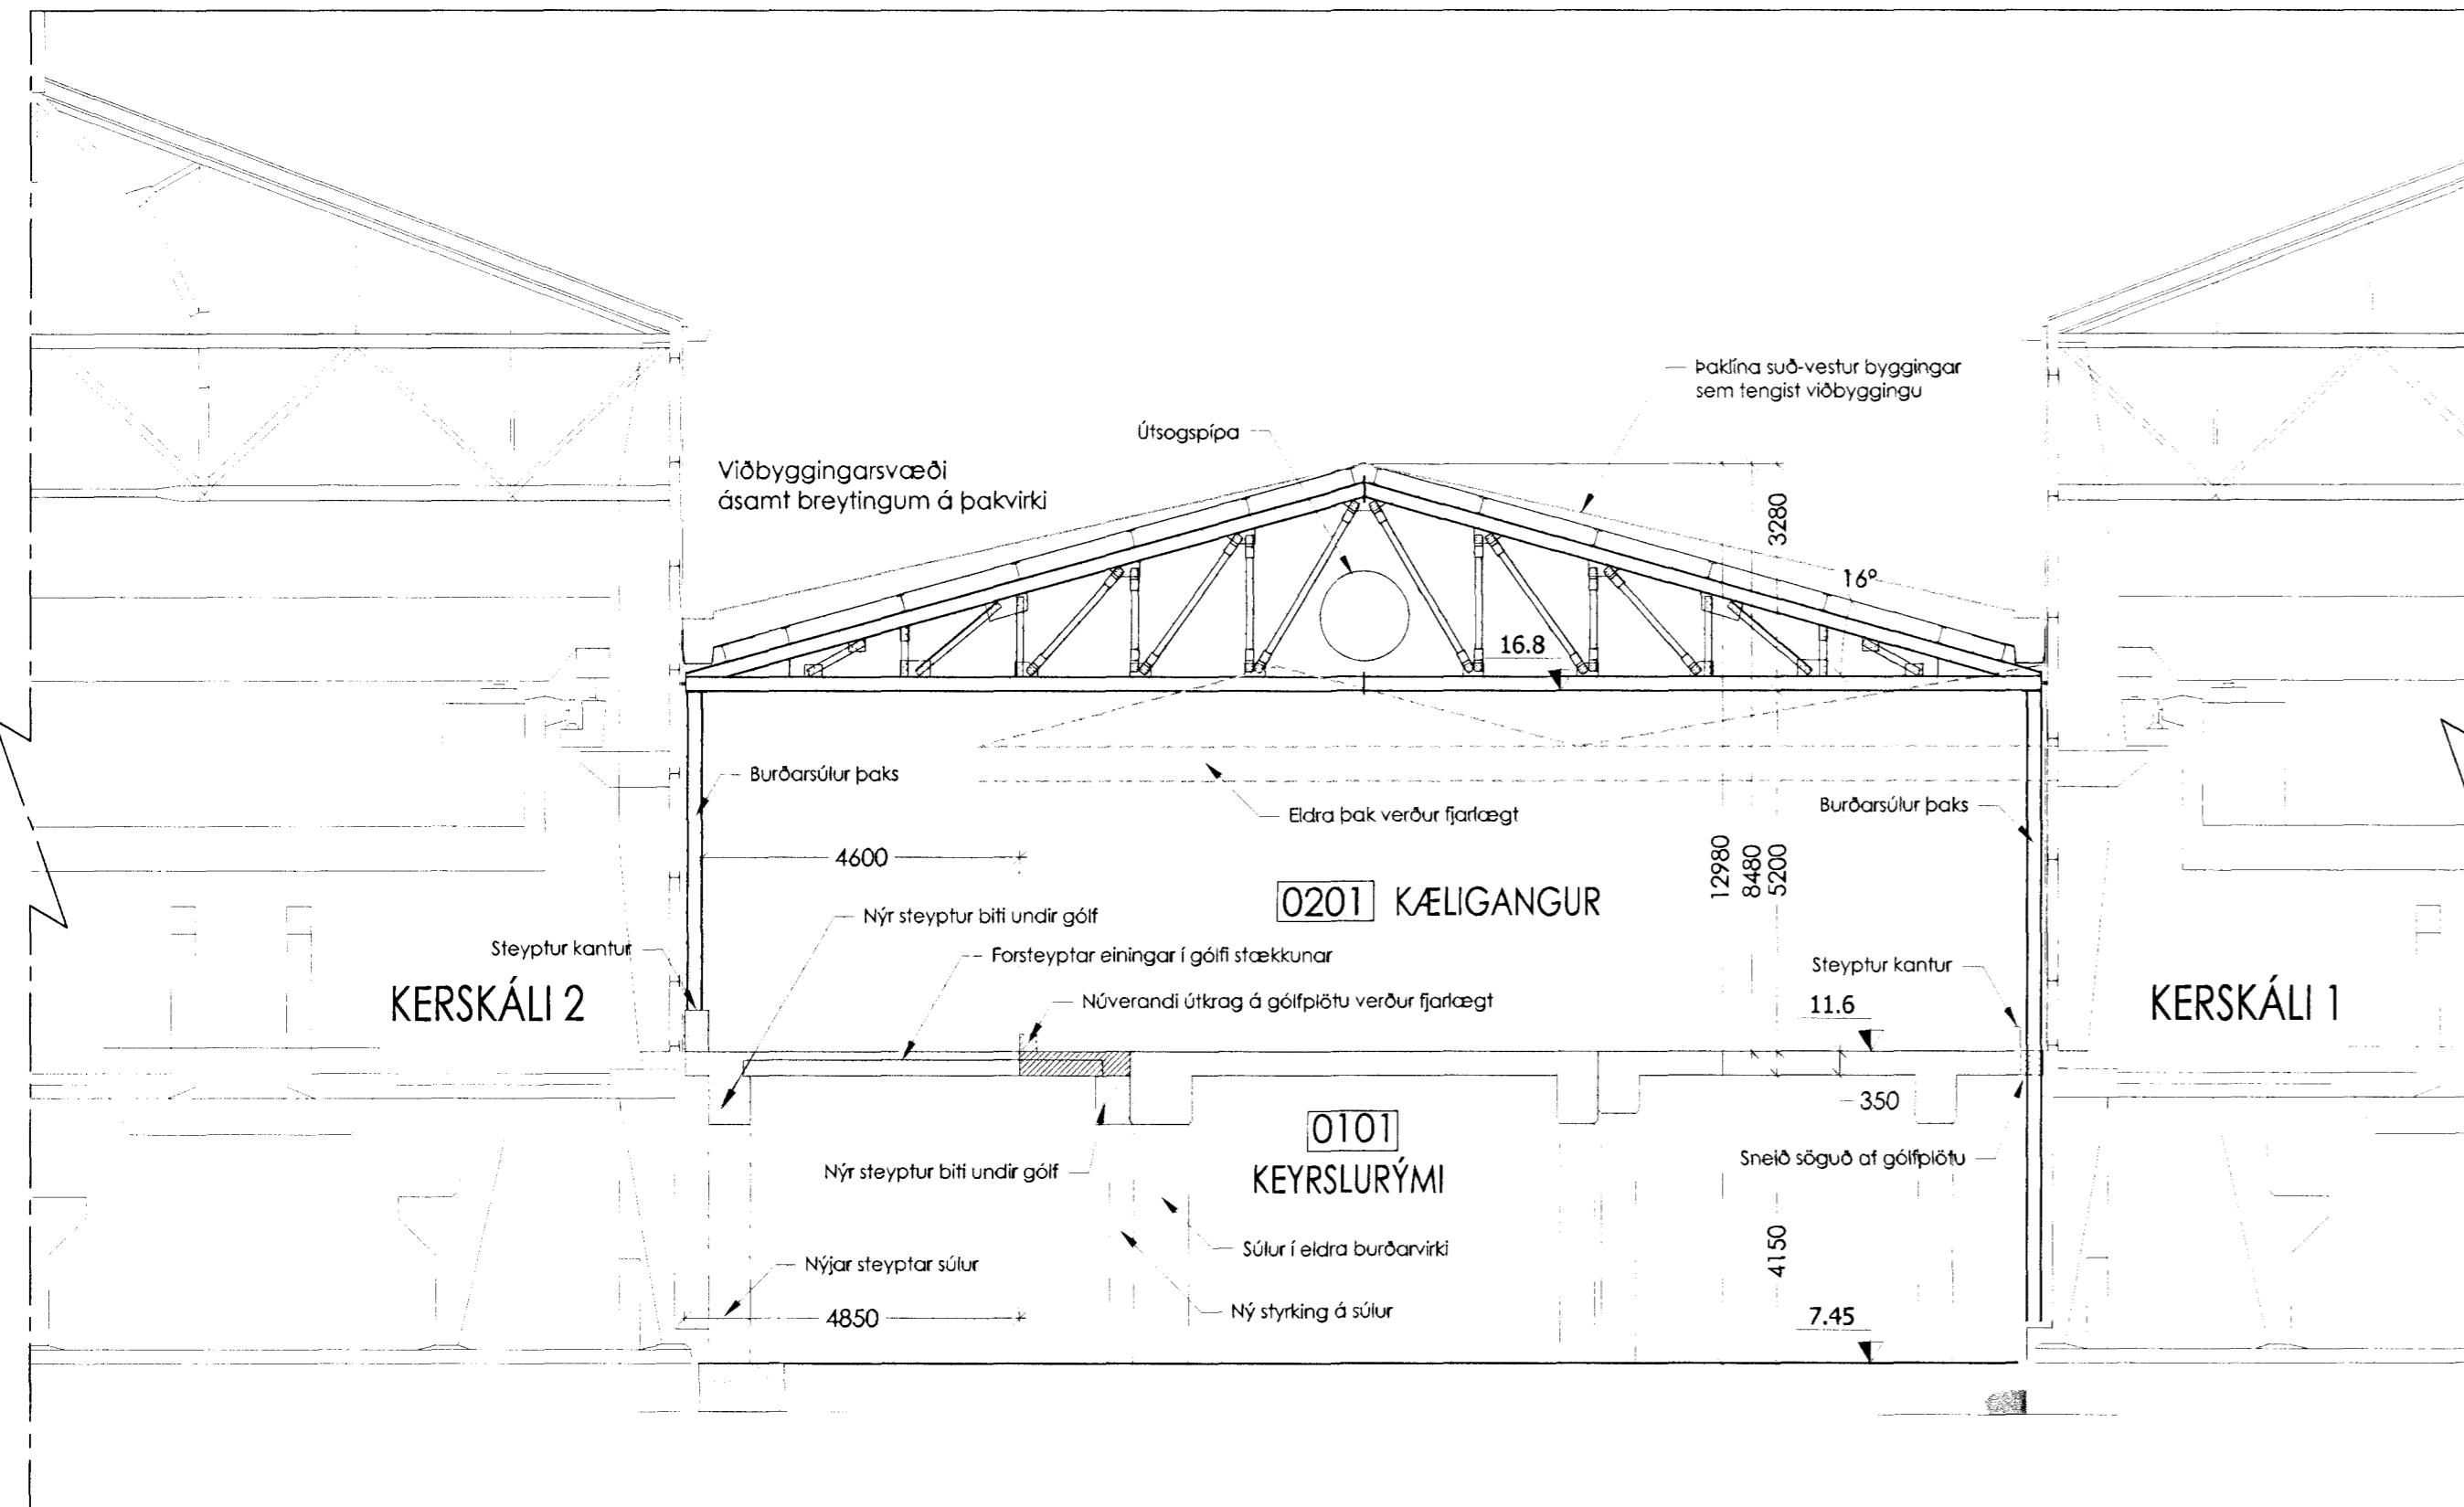 Þaklína suð-vestur byggingar
sem tengist viðbyggingu
Útsogspípa
Viðbyggingarsvæði
ásamt breytingum á þakvirki
3280
16°
16.8
Burðarsúlur þaks
Eldra þak verður fjarlægt
Burðarsúlur þaks
4600
12980
8480
5200
0201 KÆLIGANGUR
Nýr steyptur biti undir gólf
Steyptur kantur
Forsteyptar einingar í gólfi stækkunar
Steyptur kantur
KERSKÁLI 2
Núverandi útkrag á gólfplötu verður fjarlægt
11.6
KERSKÁLI 1
350
0101
KEYRSLURÝMI
Nýr steyptur biti undir gólf
Sneið söguð af gólfplötu
4150
Súlur í eldra burðarvirki
Nýjar steyptar súlur
Ný styrking á súlur
4850
7.45